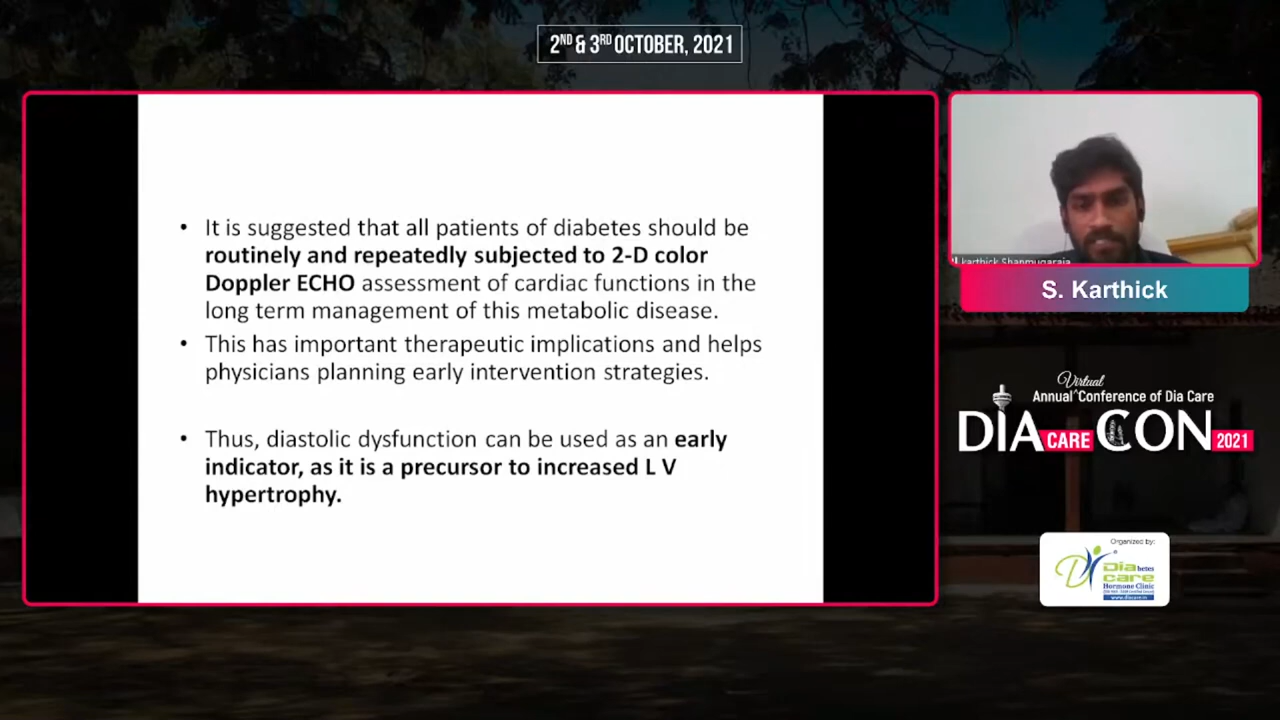 2ND & 3RD OCTOBER, 2021
• It is suggested that all patients of diabetes should be
routinely and repeatedly subjected to 2-D color
Doppler ECHO assessment of cardiac functions in the
long term management of this metabolic disease.
• This has important therapeutic implications and helps
physicians planning early intervention strategies.
• Thus, diastolic dysfunction can be used as an early
indicator, as it is a precursor to increased L V
hypertrophy.
karthick Shanmugaraja
S. Karthick
Virtual
Annual ^ Conference of Dia Care
DIA CARE CON 2021
Organized by:
Diabetes
care
Hormone Clinic
www.diacare.in